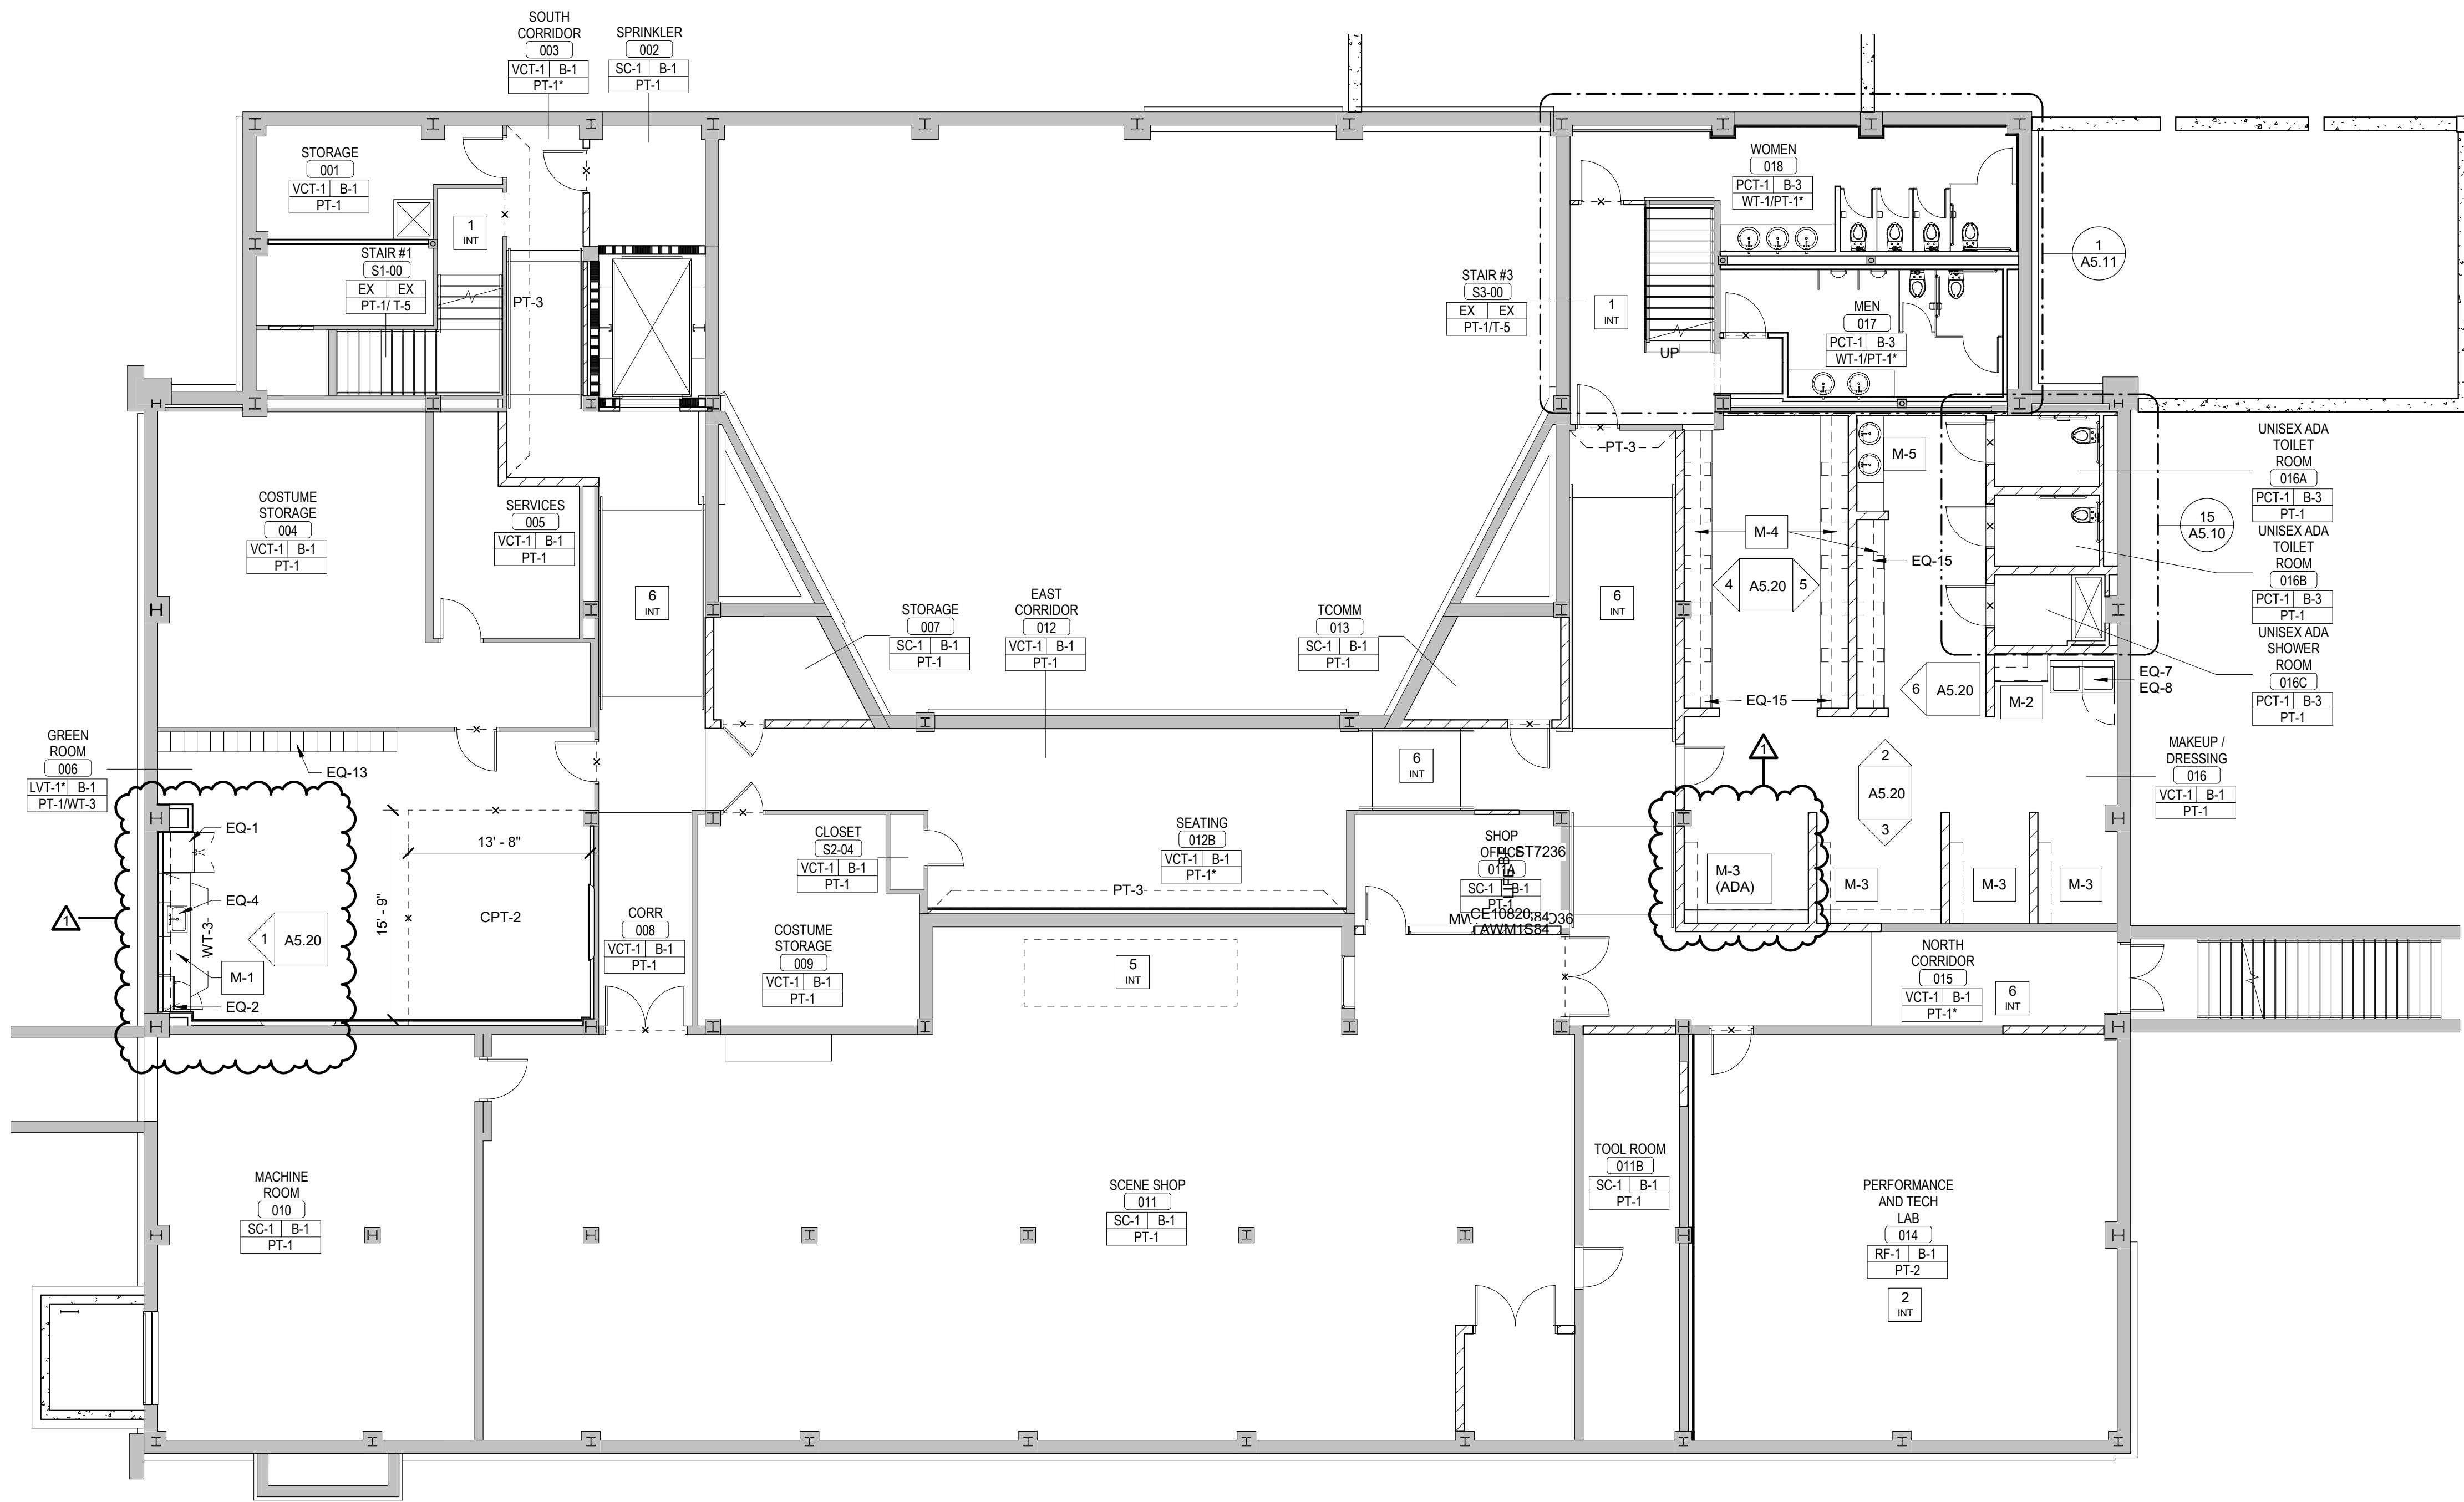 SOUTH
CORRIDOR
003
VCT-1 B-1
PT-1*
SPRINKLER
002
SC-1 B-1
PT-1
STORAGE
001
VCT-1 B-1
PT-1
1
INT
STAIR #1
S1-00
EX EX
PT-1/ T-5
PT-3
WOMEN
018
PCT-1 B-3
WT-1/PT-1*
1
A5.11
STAIR #3
S3-00
EX EX
PT-1/T-5
1
INT
UP
MEN
017
PCT-1 B-3
WT-1/PT-1*
PT-3
M-5
UNISEX ADA
TOILET
ROOM
016A
PCT-1 B-3
PT-1
UNISEX ADA
TOILET
ROOM
016B
PCT-1 B-3
PT-1
UNISEX ADA
SHOWER
ROOM
016C
PCT-1 B-3
PT-1
15
A5.10
COSTUME
STORAGE
004
VCT-1 B-1
PT-1
SERVICES
005
VCT-1 B-1
PT-1
6
INT
STORAGE
007
SC-1 B-1
PT-1
EAST
CORRIDOR
012
VCT-1 B-1
PT-1
TCOMM
013
SC-1 B-1
PT-1
6
INT
M-4
4 A5.20 5
EQ-15
EQ-15
6 A5.20
M-2
EQ-7
EQ-8
GREEN
ROOM
006
LVT-1* B-1
PT-1/WT-3
EQ-13
6
INT
1
2
A5.20
3
MAKEUP /
DRESSING
016
VCT-1 B-1
PT-1
EQ-1
EQ-4
WT-3
1 A5.20
M-1
EQ-2
1
13' - 8"
15' - 9"
CPT-2
CORR
008
VCT-1 B-1
PT-1
CLOSET
S2-04
VCT-1 B-1
PT-1
COSTUME
STORAGE
009
VCT-1 B-1
PT-1
SEATING
012B
VCT-1 B-1
PT-1*
PT-3
5
INT
SHOP
OFFICE
011A
SC-1 B-1
PT-1
ST7236
CE10820
AWM1S84
M-3
(ADA)
M-3
M-3
M-3
NORTH
CORRIDOR
015
VCT-1 B-1
PT-1*
6
INT
MACHINE
ROOM
010
SC-1 B-1
PT-1
SCENE SHOP
011
SC-1 B-1
PT-1
TOOL ROOM
011B
SC-1 B-1
PT-1
PERFORMANCE
AND TECH
LAB
014
RF-1 B-1
PT-2
2
INT